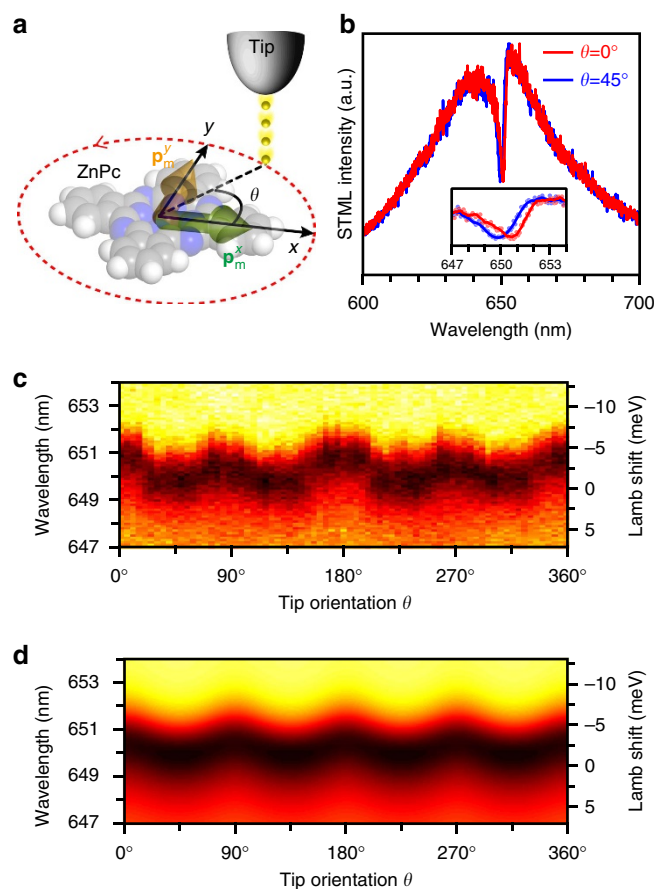 a
Tip
y
p_m^y
ZnPc
θ
x
p_m^x
b
STML intensity (a.u.)
θ=0°
θ=45°
647 650 653
600 650 700
Wavelength (nm)
c
Wavelength (nm)
653
651
649
647
−10
−5
0
5
Lamb shift (meV)
0° 90° 180° 270° 360°
Tip orientation θ
d
Wavelength (nm)
653
651
649
647
−10
−5
0
5
Lamb shift (meV)
0° 90° 180° 270° 360°
Tip orientation θ